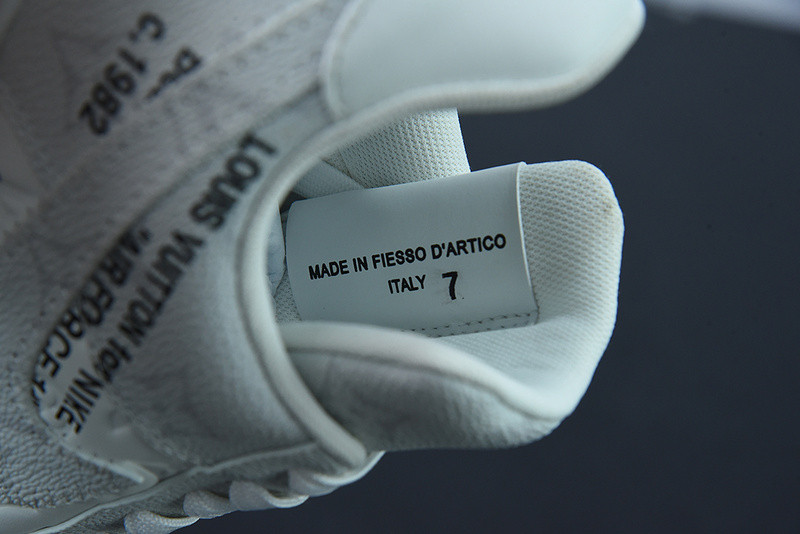 C. 1982
LOUIS VUITTON for NIKE
"AIR FORCE 1"
MADE IN FIESSO D'ARTICO
ITALY 7